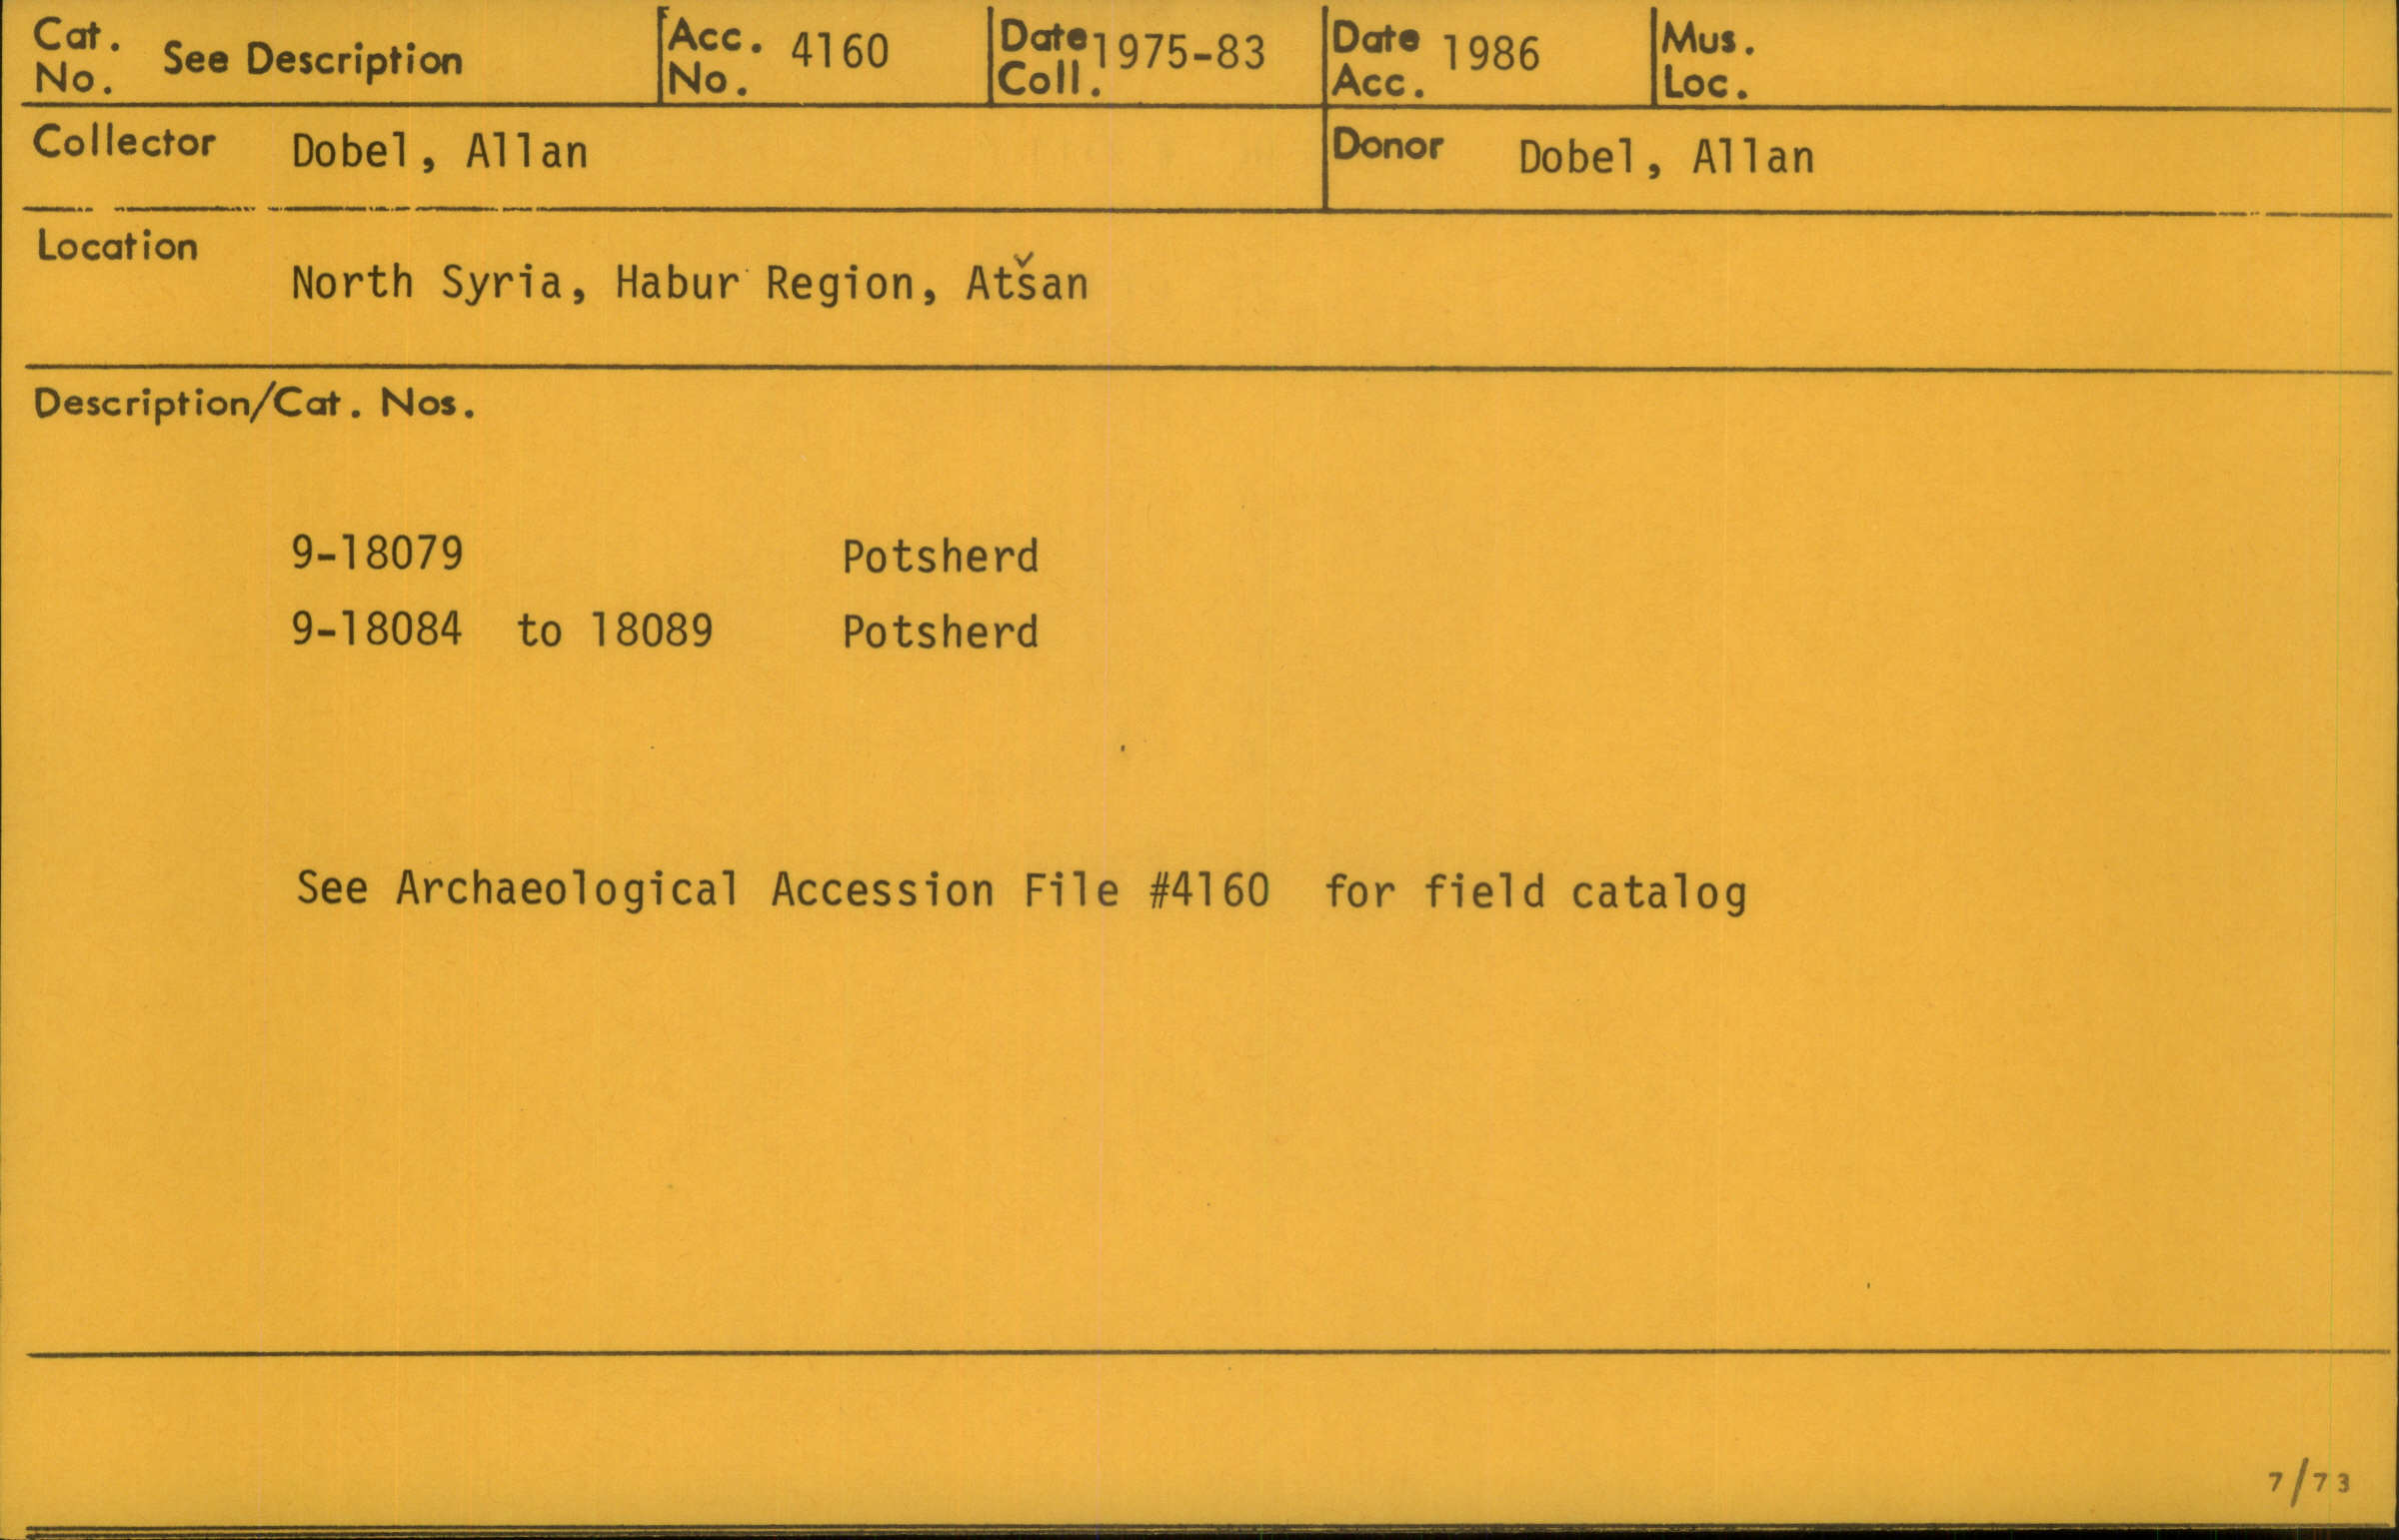 Cat. No. See Description Acc. No. 4160 Date Coll. 1975-83 Date Acc. 1986 Mus. Loc.
Collector Dobel, Allan Donor Dobel, Allan
Location
North Syria, Habur Region, Atšan
Description/Cat. Nos.
9-18079 Potsherd
9-18084 to 18089 Potsherd
See Archaeological Accession File #4160 for field catalog
7/73